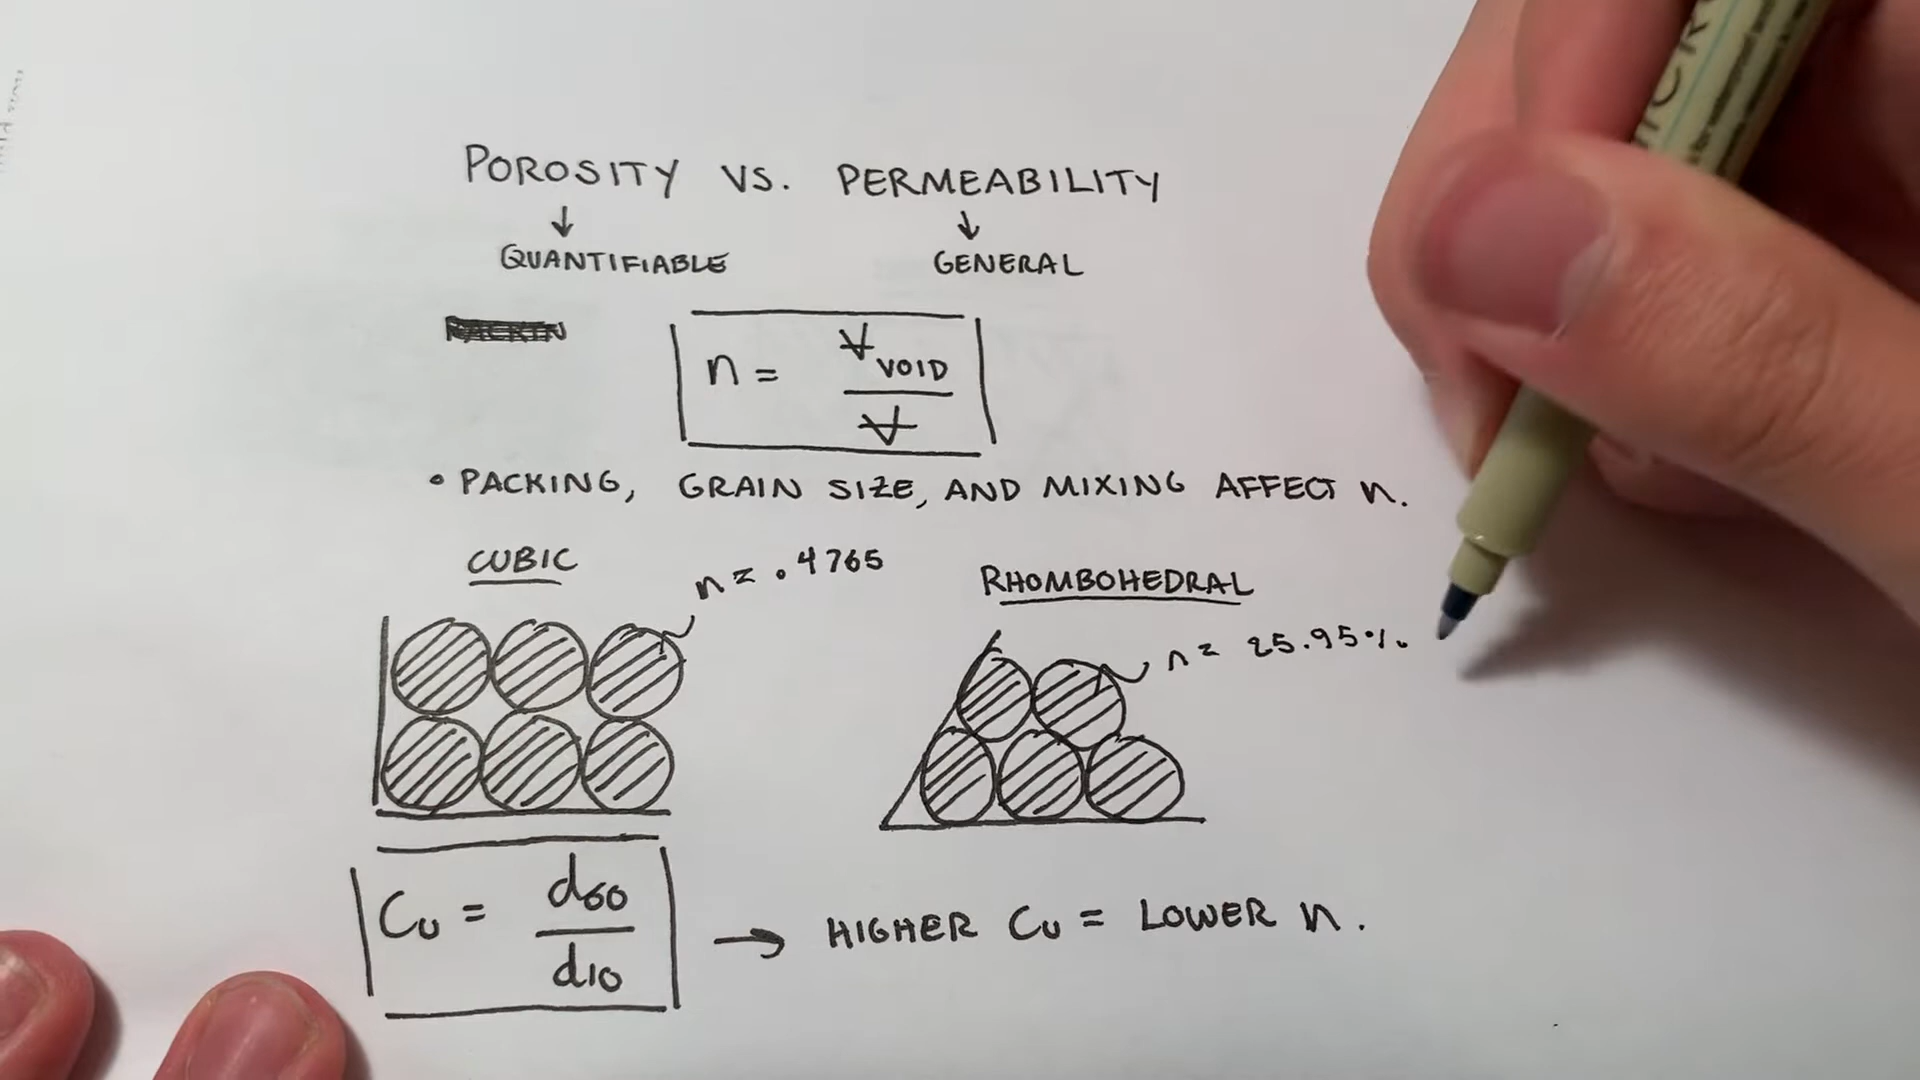 POROSITY VS. PERMEABILITY
↓ ↓
QUANTIFIABLE GENERAL
n = V̶ VOID / V̶
• PACKING, GRAIN SIZE, AND MIXING AFFECT n.
CUBIC
n = .4765
RHOMBOHEDRAL
n = 25.95%
Cu = d60 / d10 → HIGHER Cu = LOWER n.